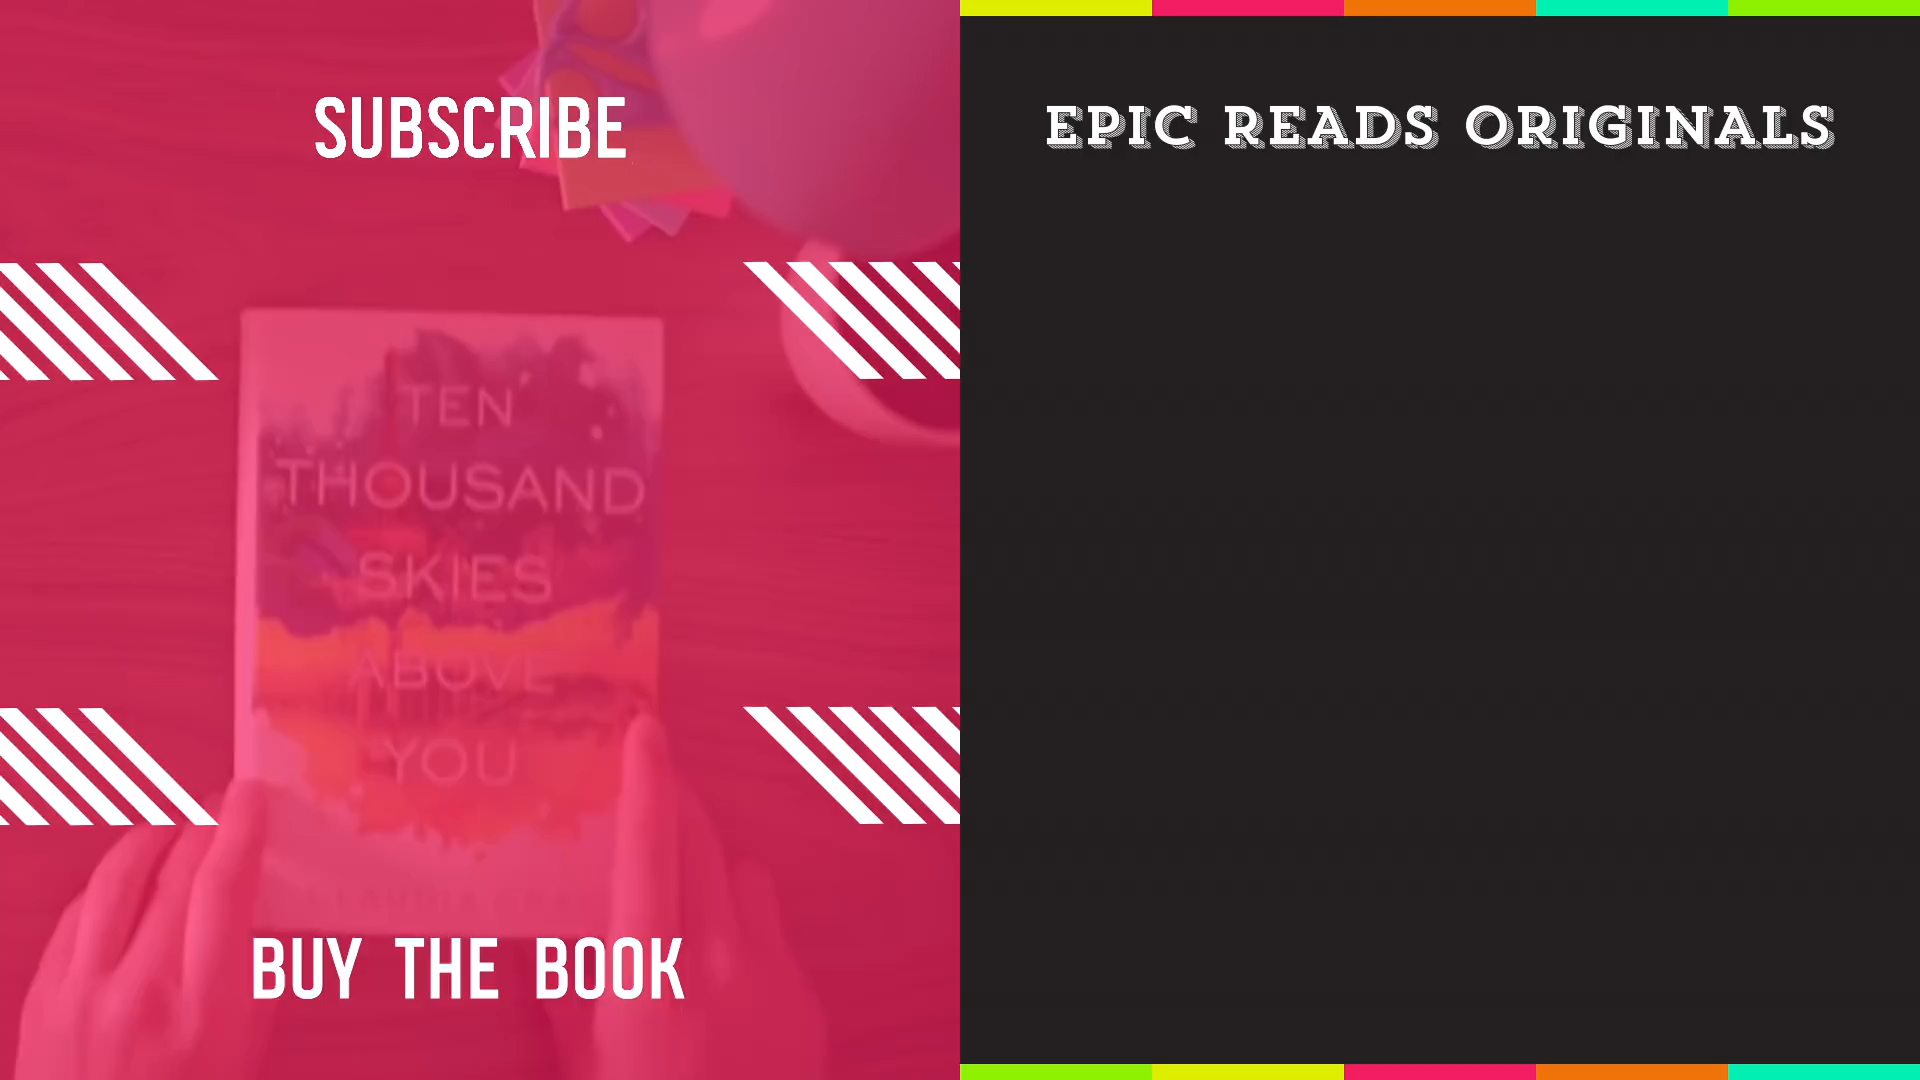 SUBSCRIBE
TEN
THOUSAND
SKIES
ABOVE
YOU
BUY THE BOOK
EPIC READS ORIGINALS